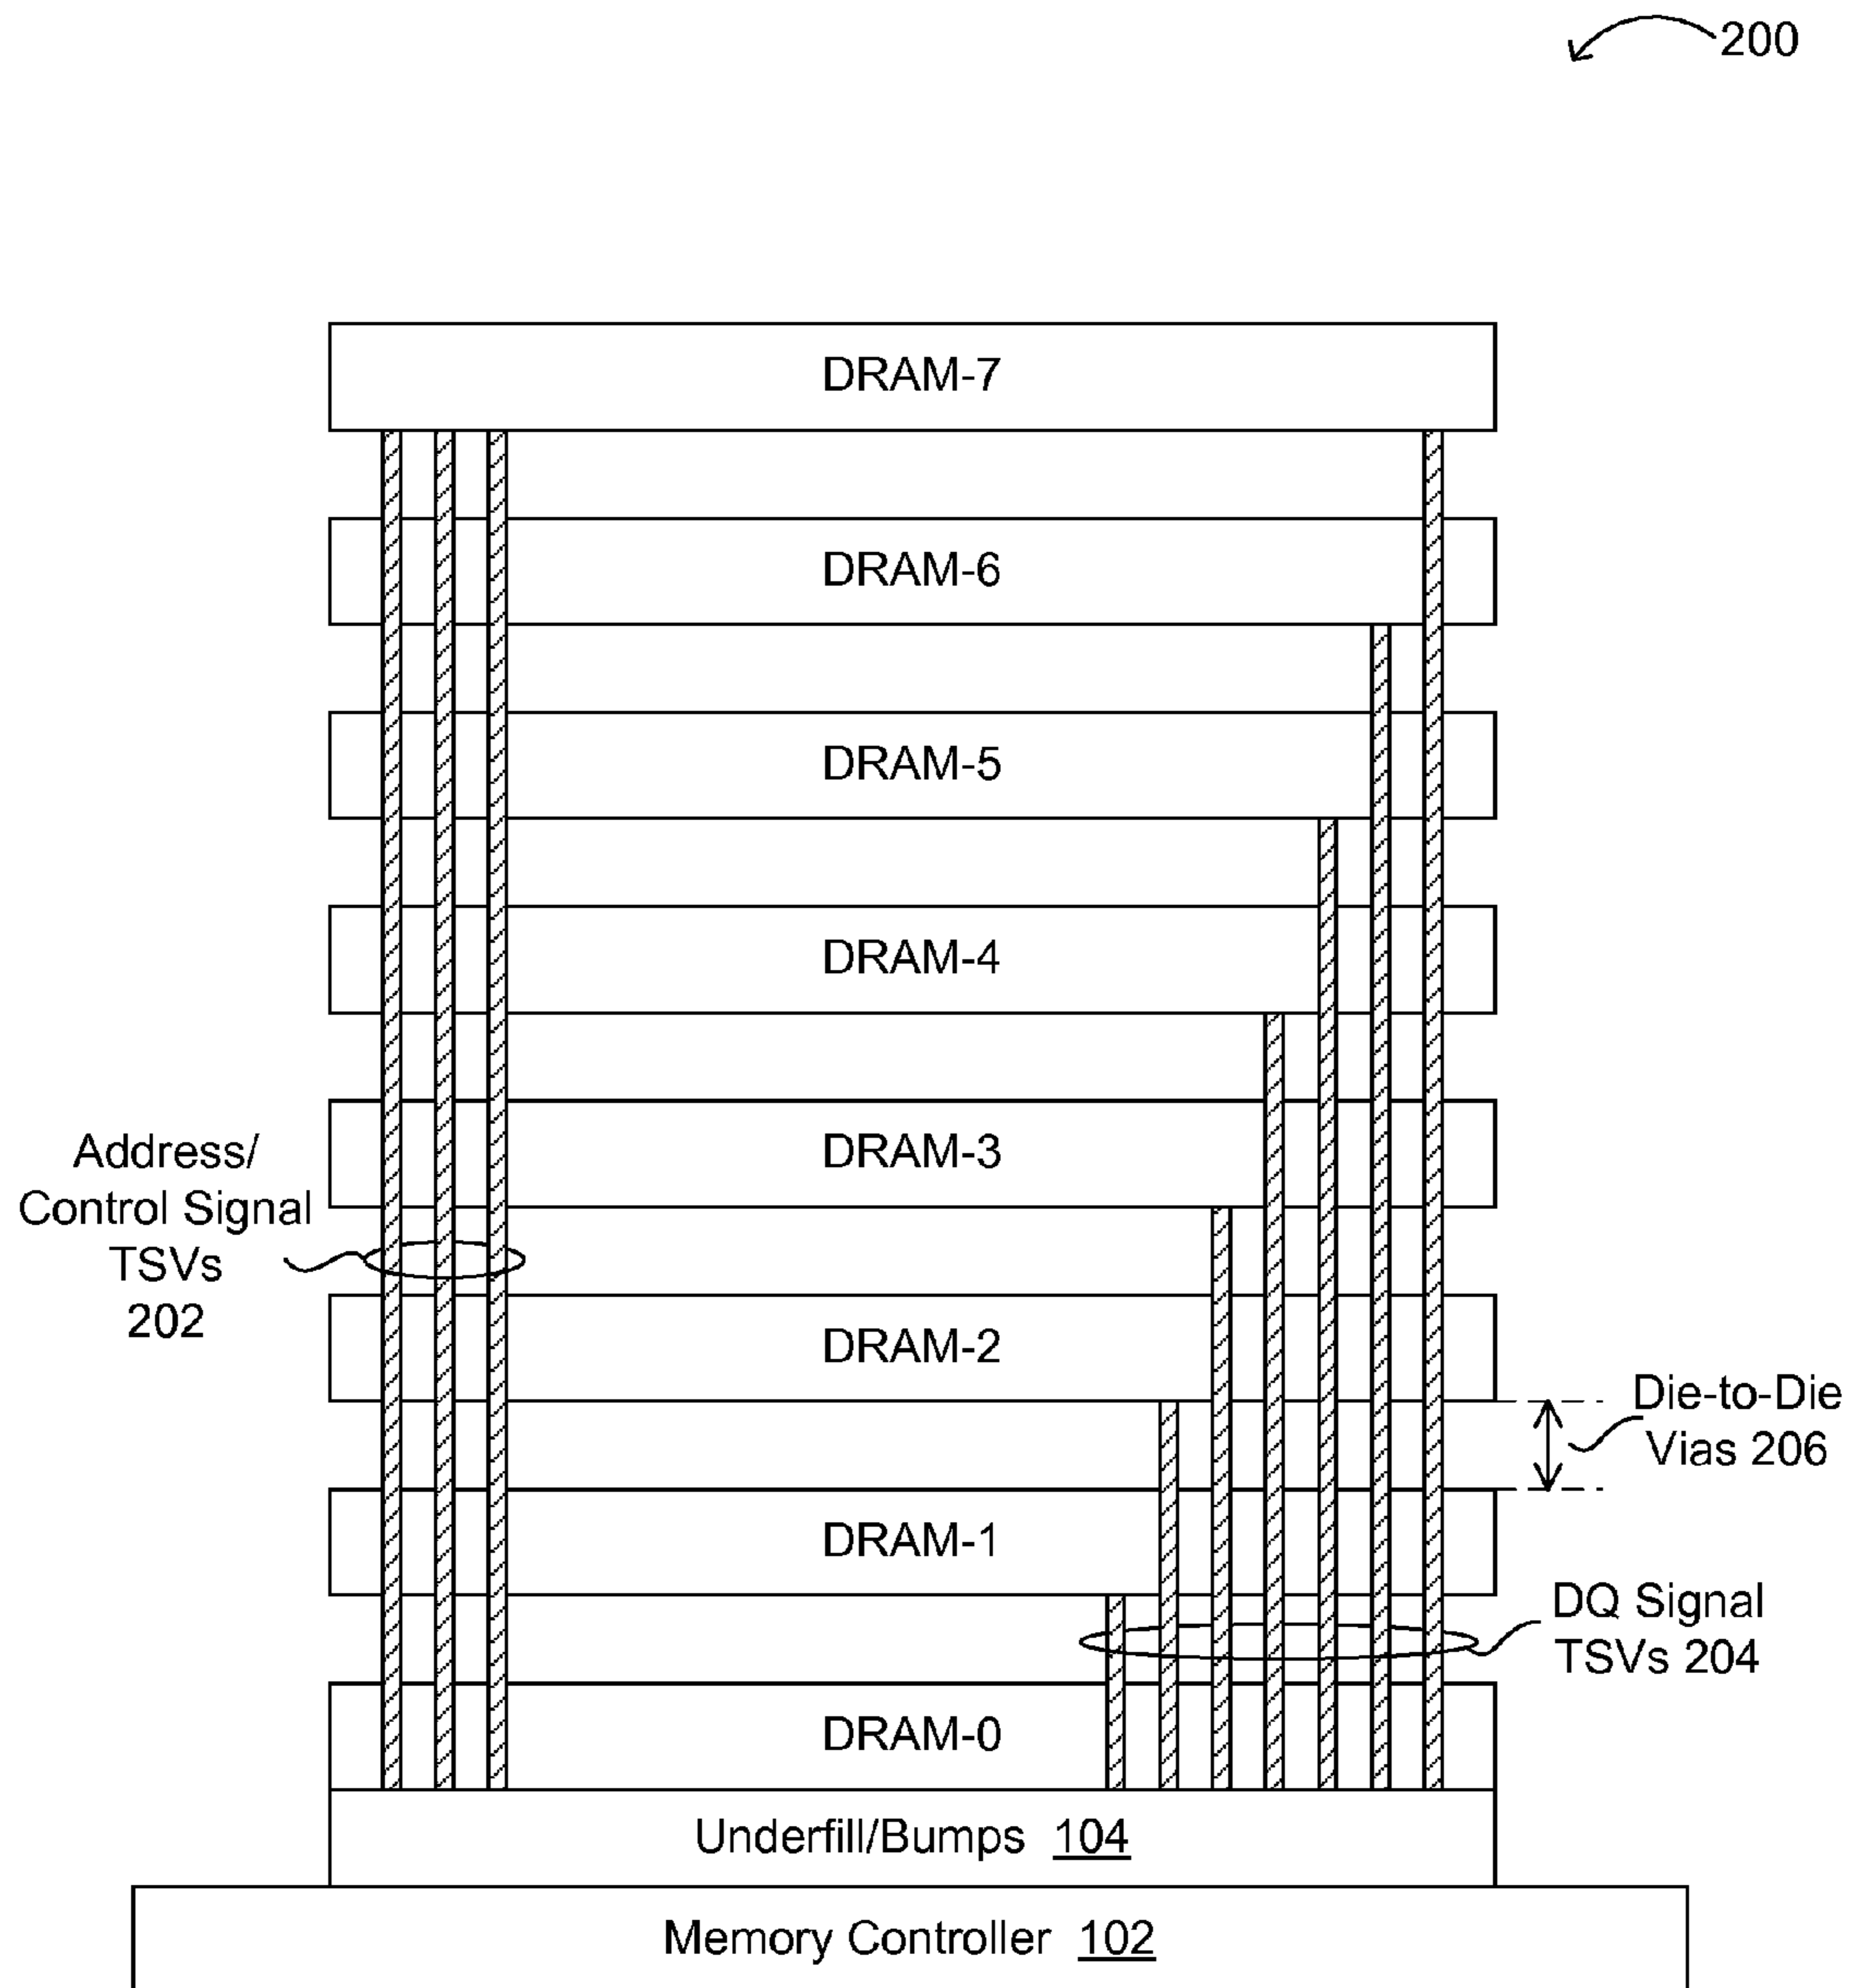 200
DRAM-7
DRAM-6
DRAM-5
DRAM-4
DRAM-3
Address/
Control Signal
TSVs
202
DRAM-2
Die-to-Die
Vias 206
DRAM-1
DQ Signal
TSVs 204
DRAM-0
Underfill/Bumps 104
Memory Controller 102